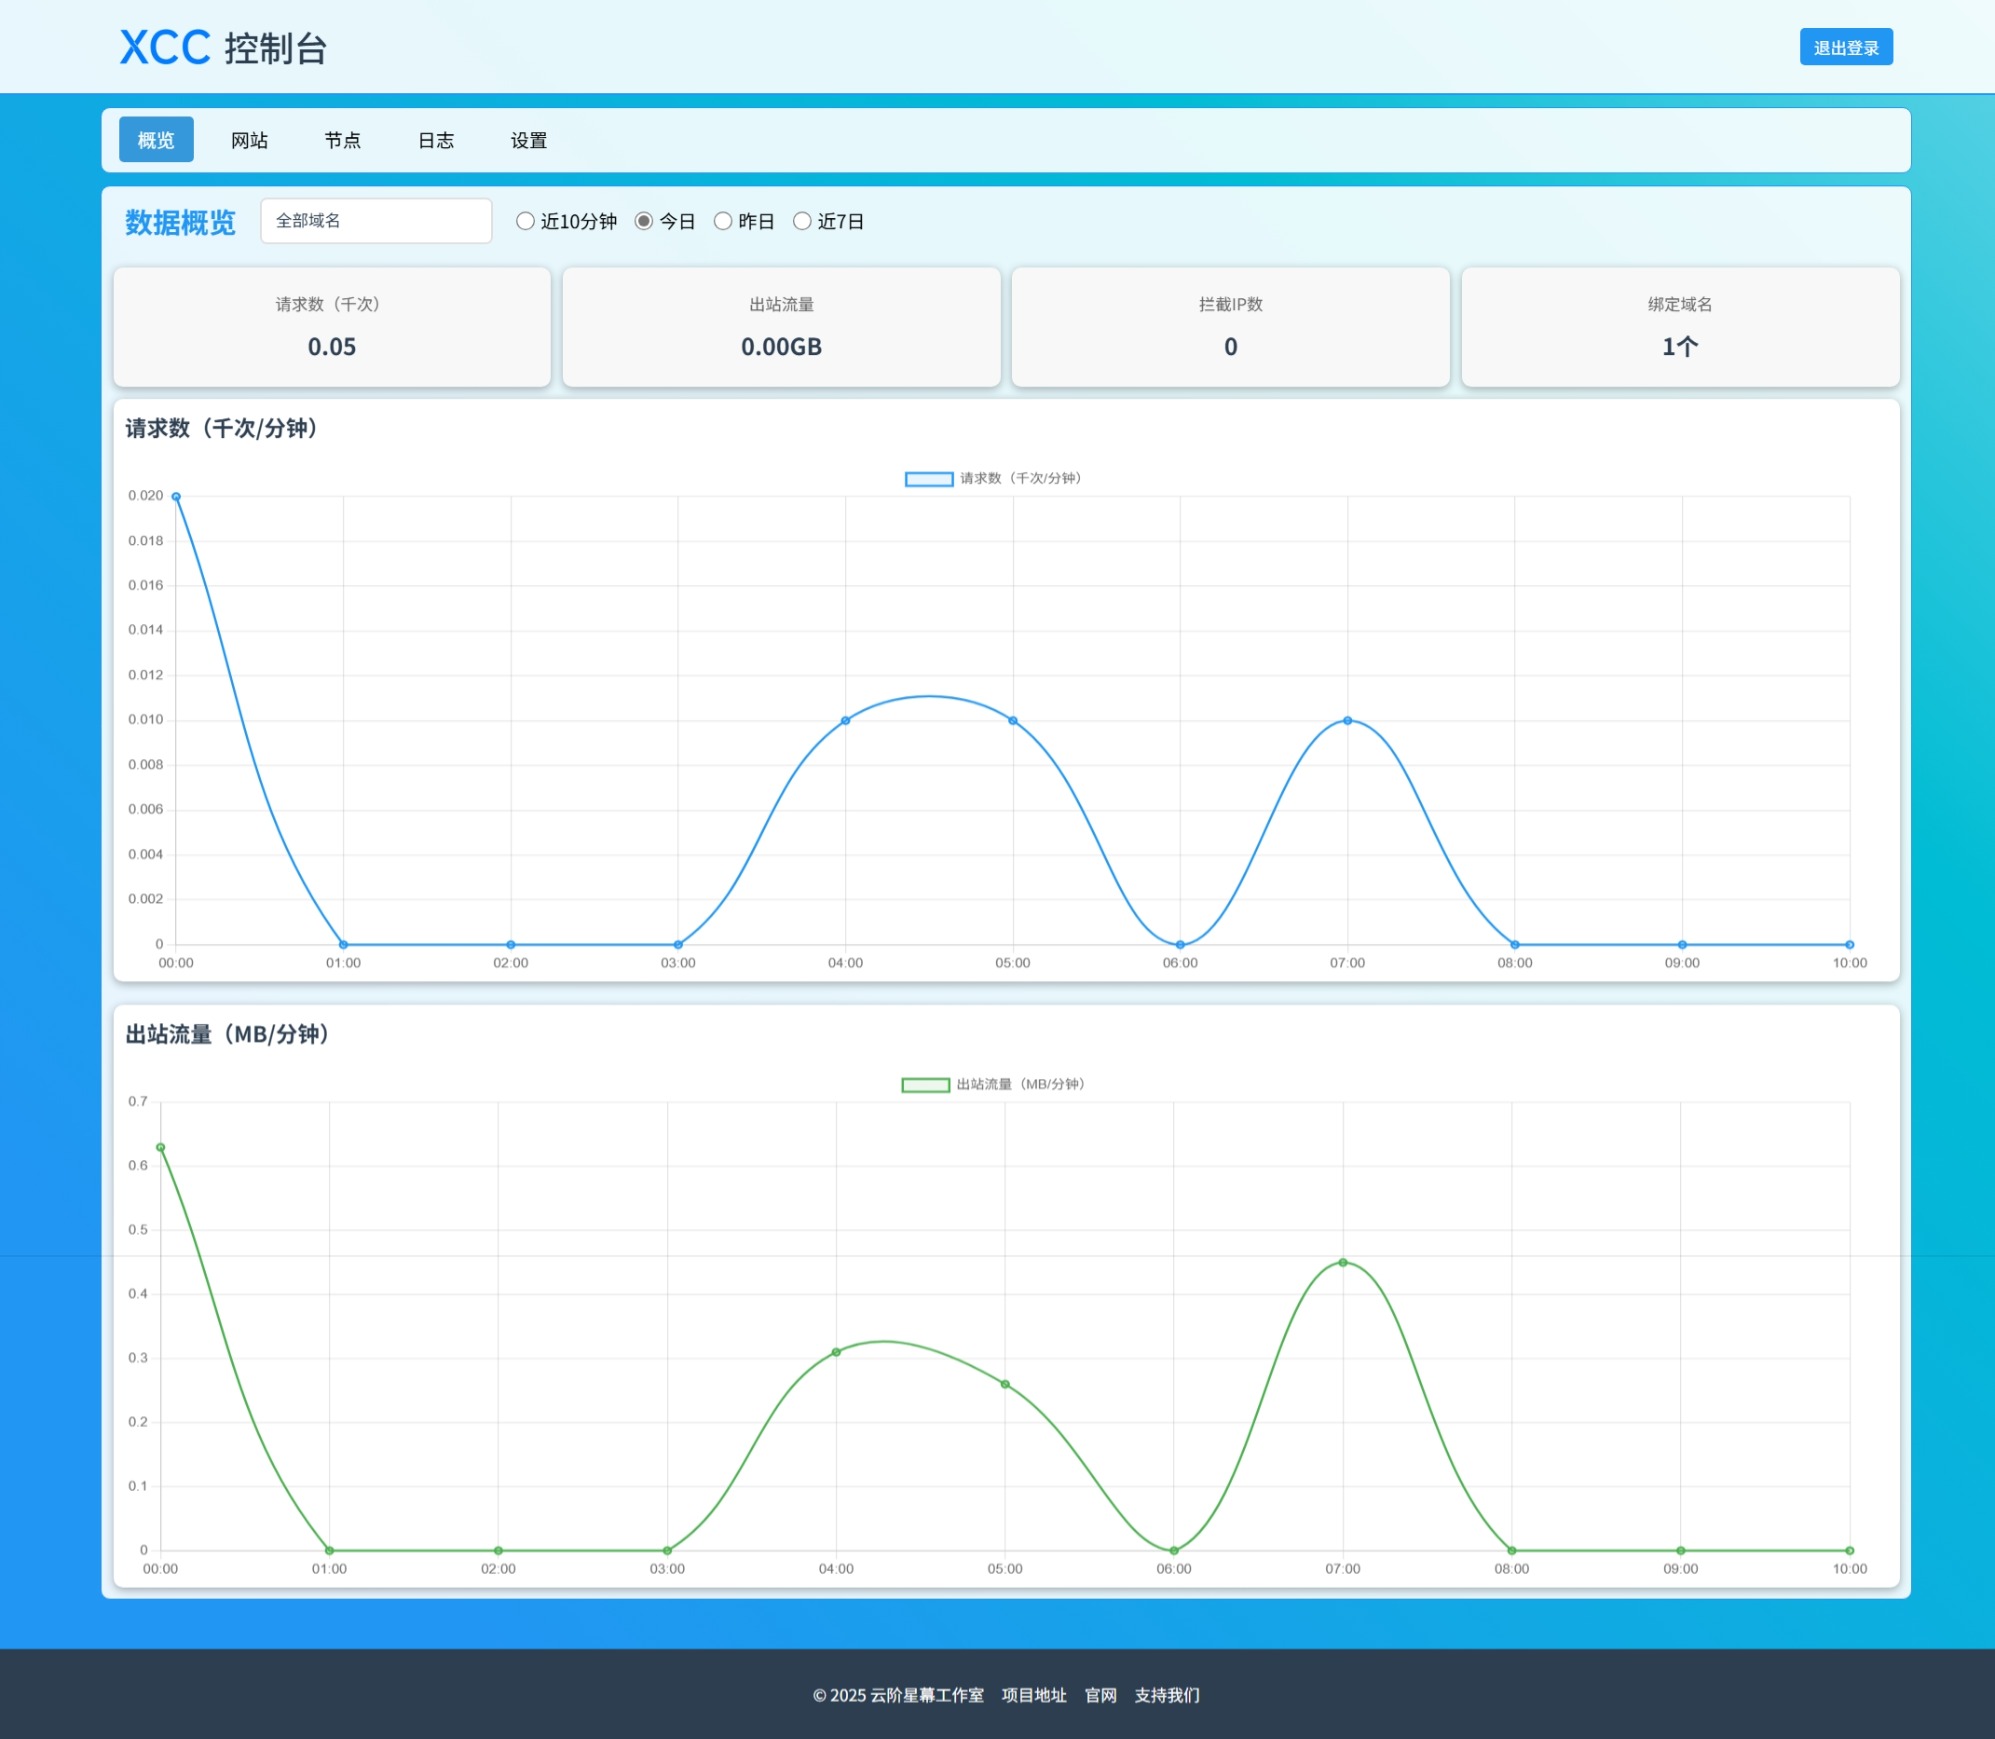 XCC 控制台
退出登录
概览 网站 节点 日志 设置
数据概览 全部域名 近10分钟 今日 昨日 近7日
请求数（千次） 出站流量 拦截IP数 绑定域名
0.05 0.00GB 0 1个
请求数（千次/分钟）
请求数（千次/分钟）
0.020
0.018
0.016
0.014
0.012
0.010
0.008
0.006
0.004
0.002
0
00:00 01:00 02:00 03:00 04:00 05:00 06:00 07:00 08:00 09:00 10:00
出站流量（MB/分钟）
出站流量（MB/分钟）
0.7
0.6
0.5
0.4
0.3
0.2
0.1
0
00:00 01:00 02:00 03:00 04:00 05:00 06:00 07:00 08:00 09:00 10:00
© 2025 云阶星幕工作室 项目地址 官网 支持我们